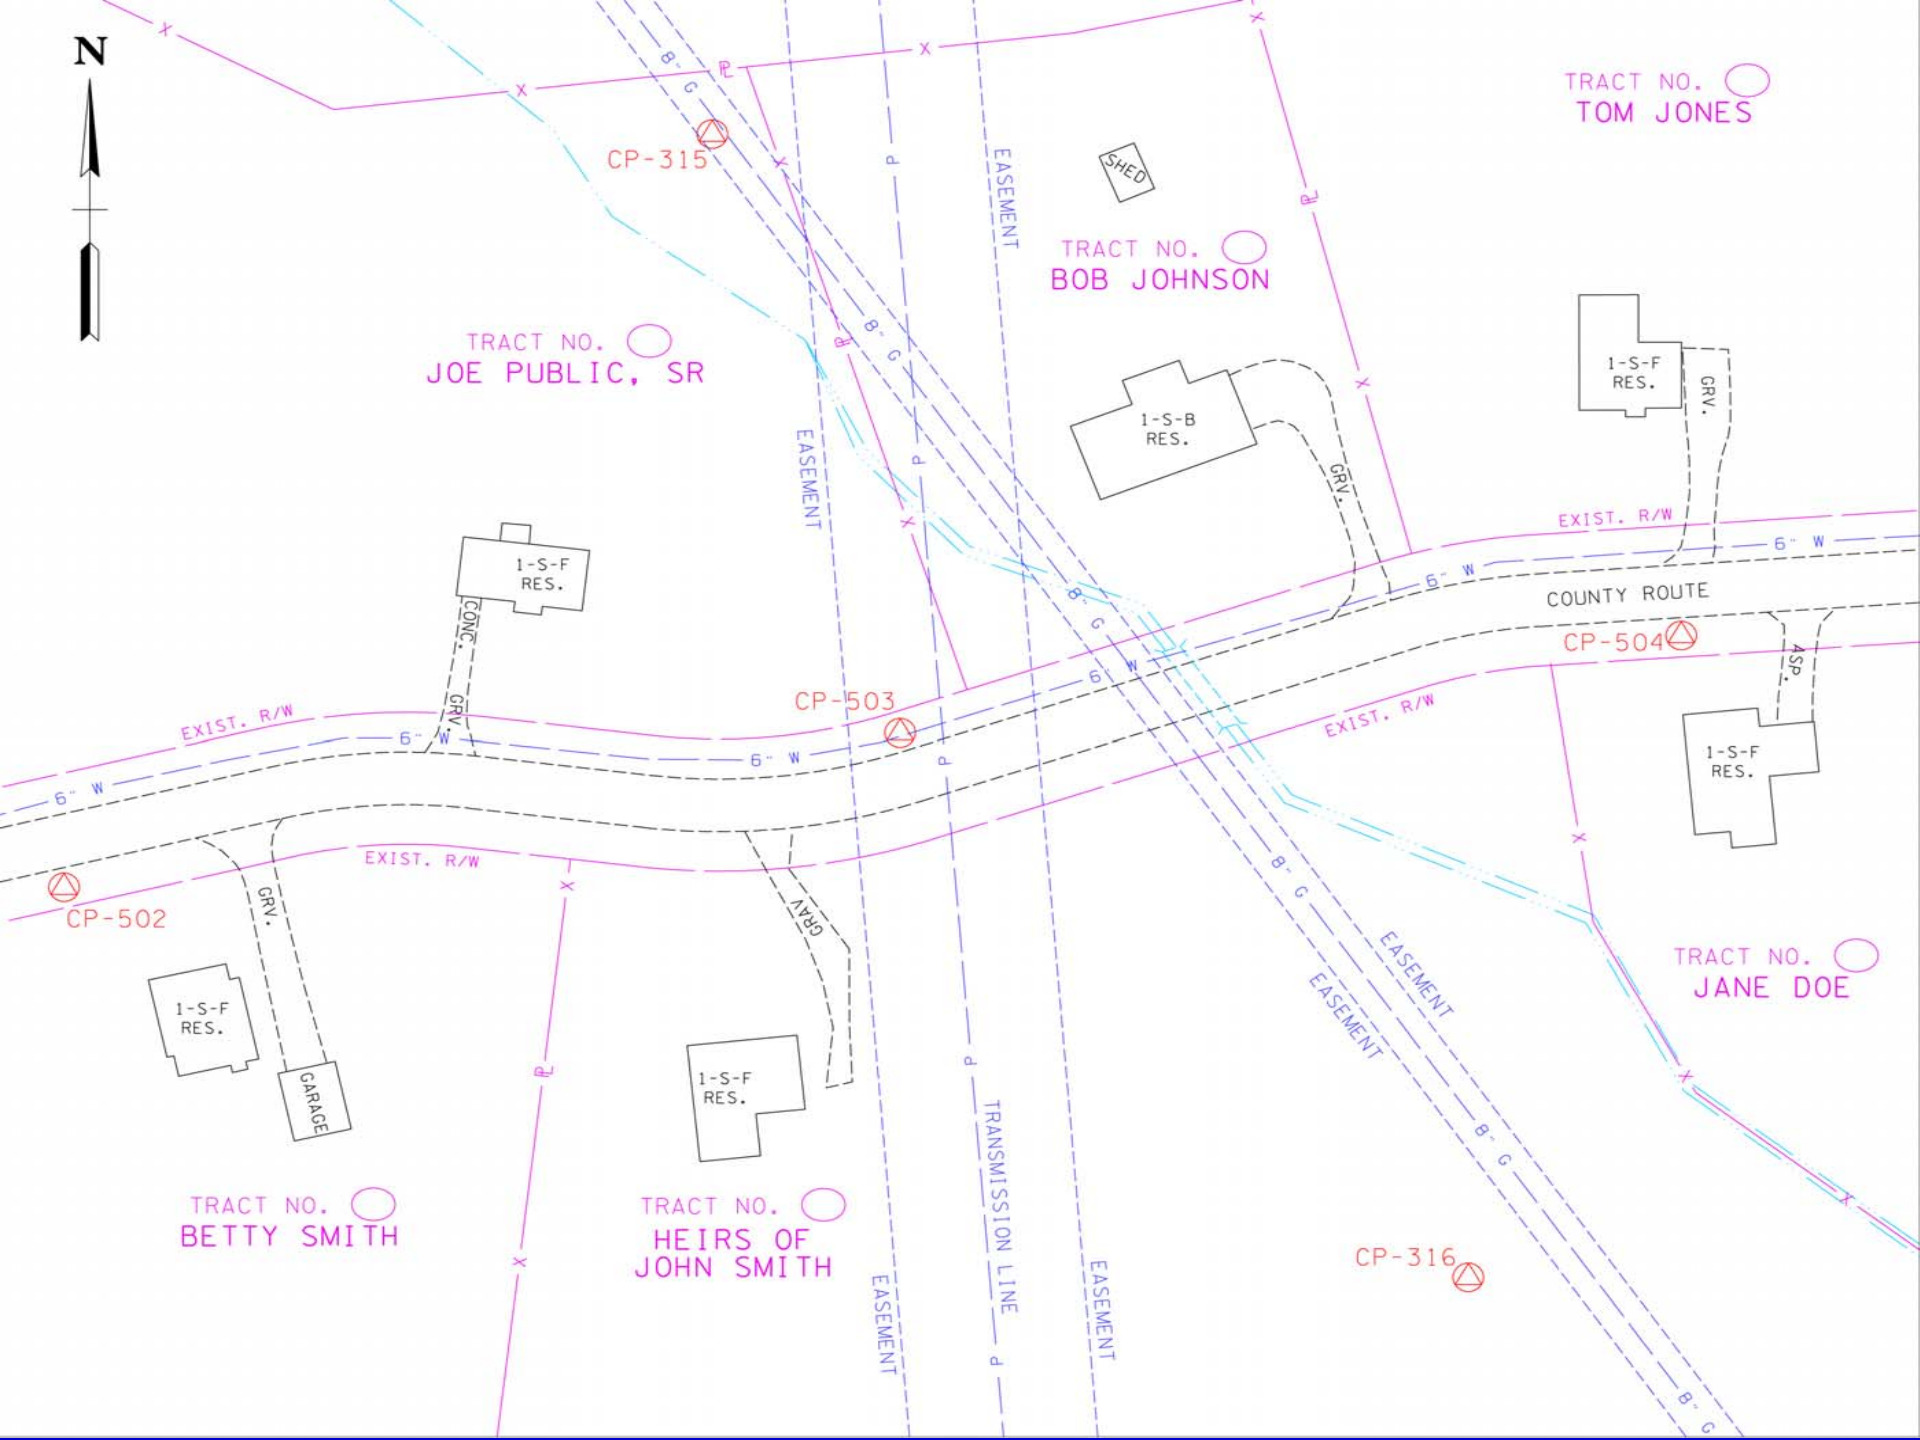 N
TRACT NO.
TOM JONES
8" G
PL
CP-315
P
EASEMENT
SHED
PL
TRACT NO.
BOB JOHNSON
TRACT NO.
JOE PUBLIC, SR
PL
8" G
1-S-F
RES.
GRV.
1-S-B
RES.
GRV.
EASEMENT
P
EXIST. R/W
6" W
6" W
COUNTY ROUTE
1-S-F
RES.
CONC.
GRV.
8" G
CP-504
ASP.
6" W
CP-503
EXIST. R/W
EXIST. R/W
6" W
6" W
P
6" W
1-S-F
RES.
EXIST. R/W
8" G
CP-502
GRV.
GRAV
EASEMENT
EASEMENT
TRACT NO.
JANE DOE
1-S-F
RES.
GARAGE
PL
1-S-F
RES.
P
TRANSMISSION LINE
8" G
TRACT NO.
BETTY SMITH
TRACT NO.
HEIRS OF
JOHN SMITH
CP-316
EASEMENT
EASEMENT
P
8" G